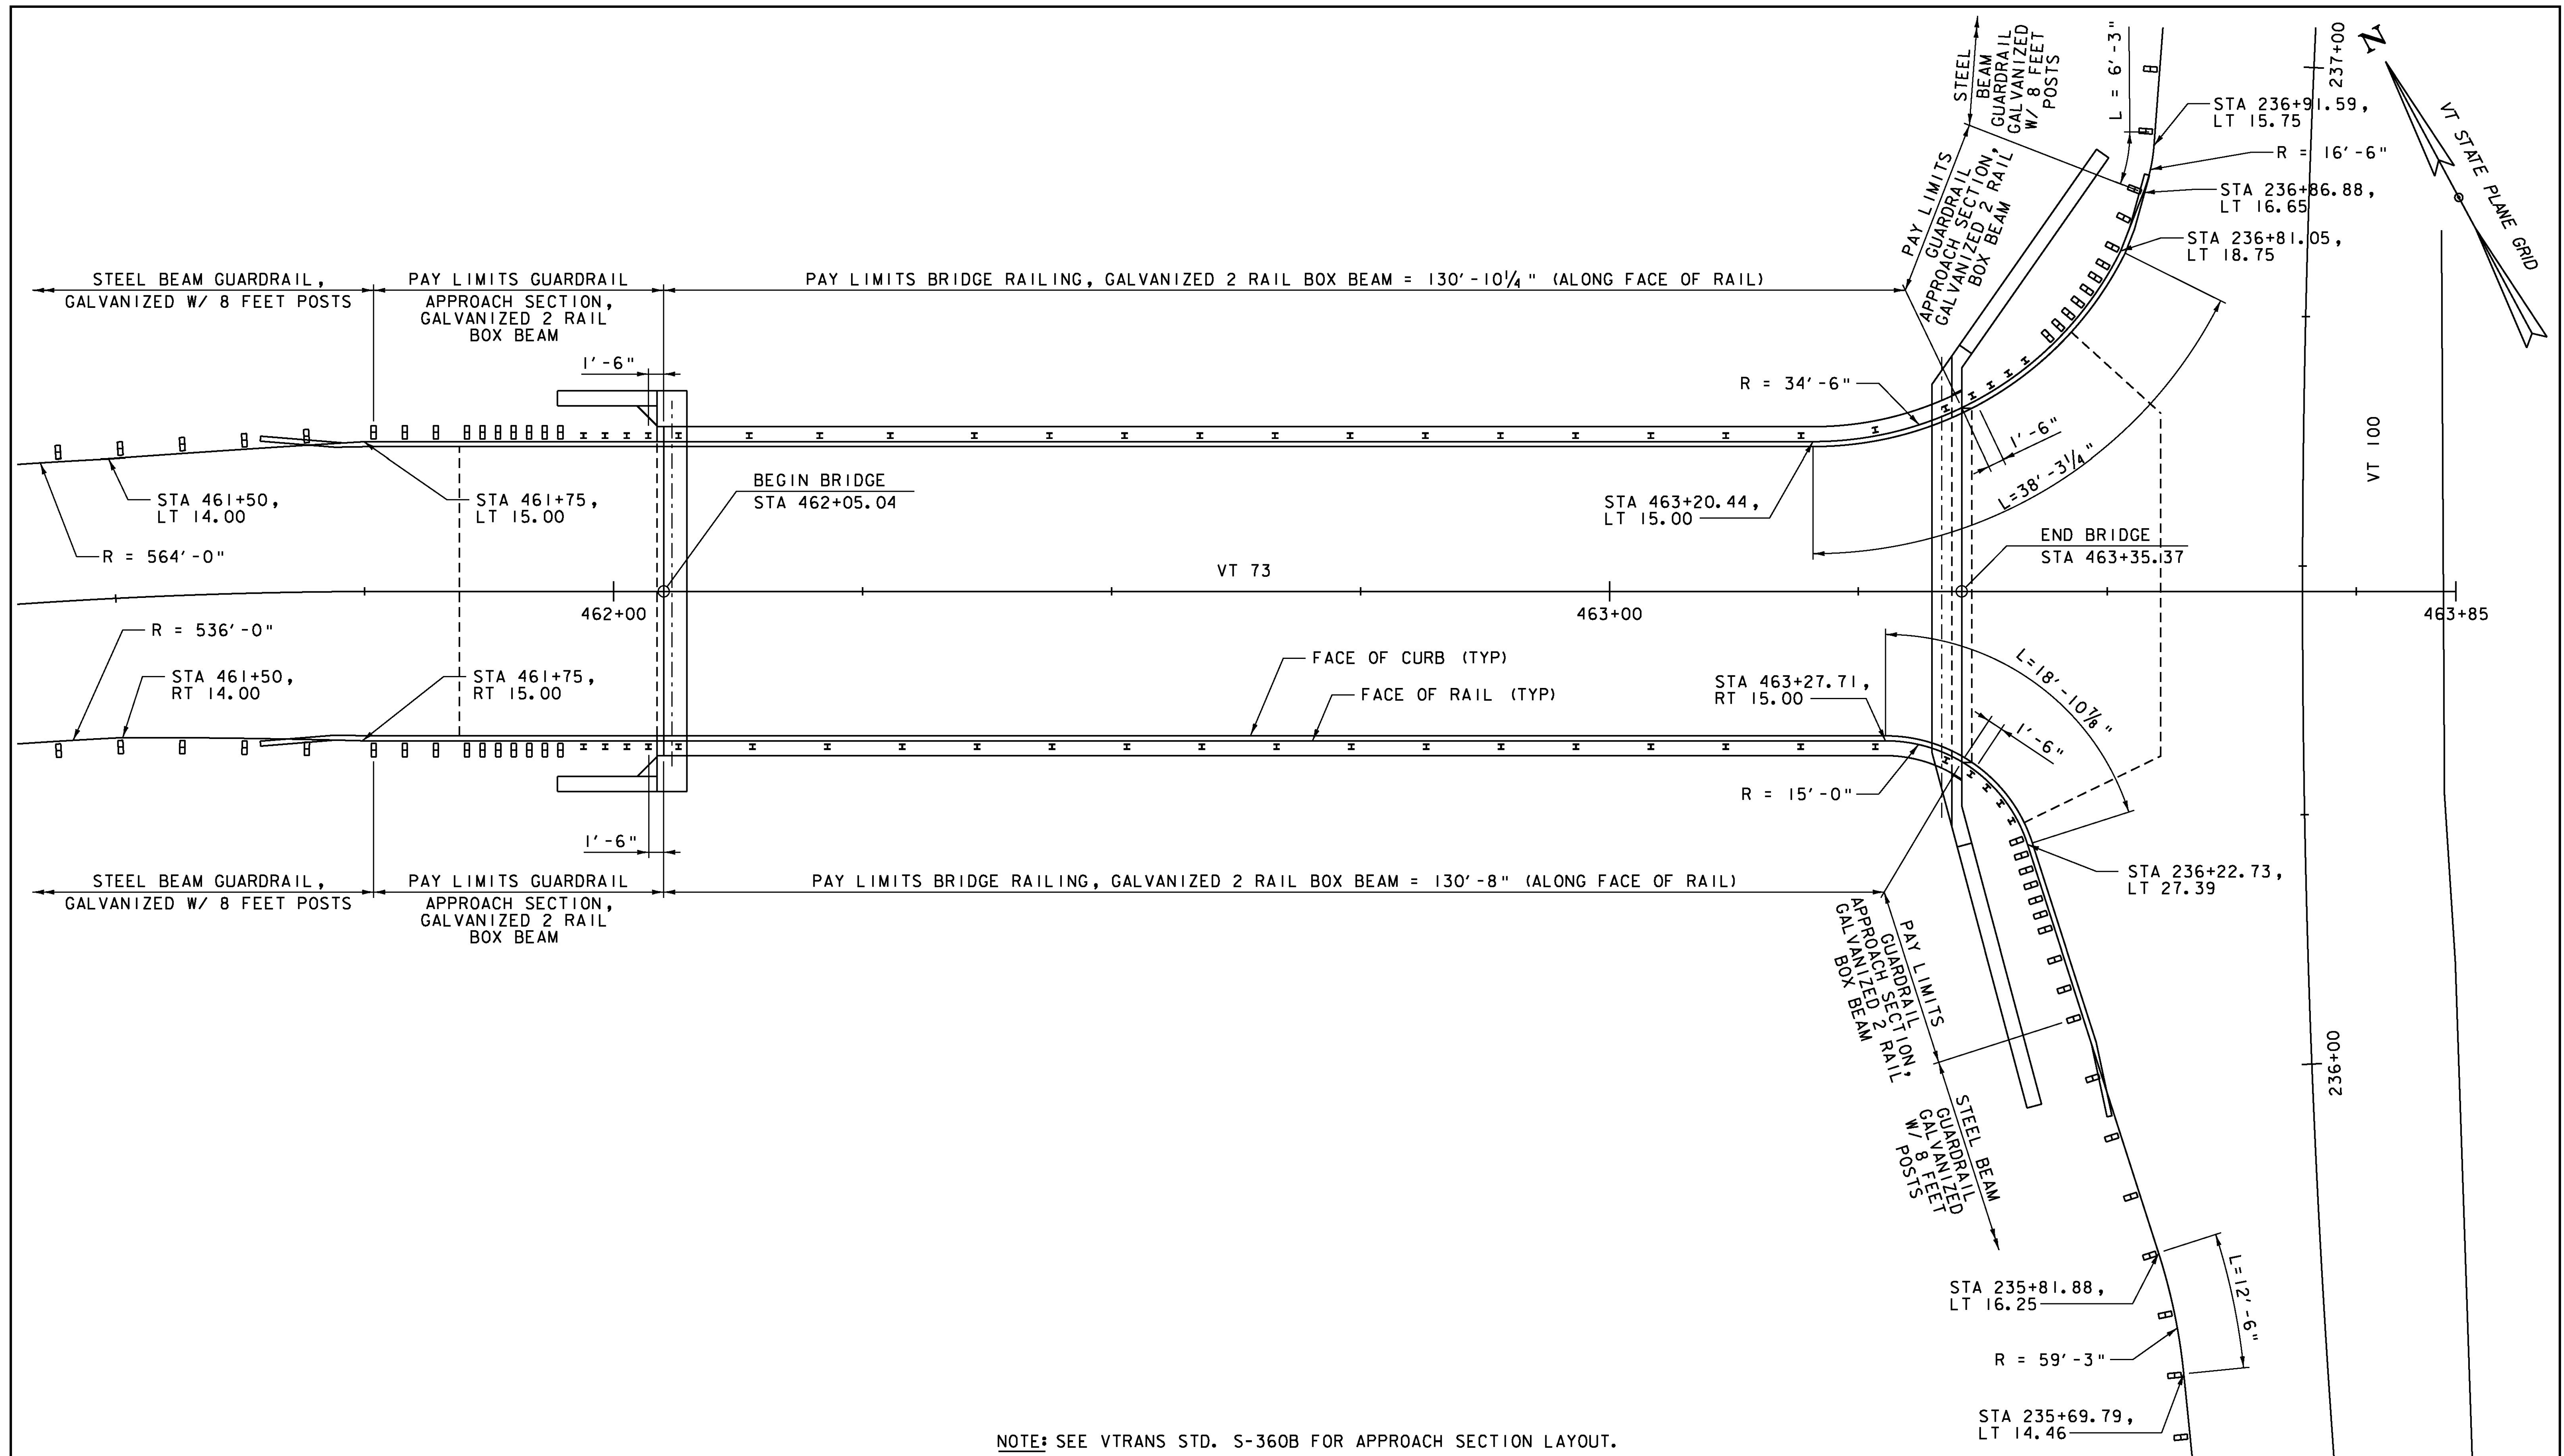 STEEL BEAM GUARDRAIL,
GALVANIZED W/ 8 FEET POSTS
PAY LIMITS GUARDRAIL
APPROACH SECTION,
GALVANIZED 2 RAIL
BOX BEAM
PAY LIMITS BRIDGE RAILING, GALVANIZED 2 RAIL BOX BEAM = 130'-10¼" (ALONG FACE OF RAIL)
PAY LIMITS
GUARDRAIL
APPROACH SECTION,
GALVANIZED 2 RAIL
BOX BEAM
STEEL
BEAM
GUARDRAIL
GALVANIZED
W/ 8 FEET
POSTS
L = 6'-3"
237+00
N
VT STATE PLANE GRID
STA 236+91.59,
LT 15.75
R = 16'-6"
STA 236+86.88,
LT 16.65
STA 236+81.05,
LT 18.75
1'-6"
R = 34'-6"
1'-6"
L=38'-3¼"
VT 100
STA 461+50,
LT 14.00
R = 564'-0"
STA 461+75,
LT 15.00
BEGIN BRIDGE
STA 462+05.04
STA 463+20.44,
LT 15.00
END BRIDGE
STA 463+35.37
VT 73
462+00
463+00
463+85
R = 536'-0"
STA 461+50,
RT 14.00
STA 461+75,
RT 15.00
FACE OF CURB (TYP)
FACE OF RAIL (TYP)
STA 463+27.71,
RT 15.00
L=18'-10⅞"
1'-6"
R = 15'-0"
1'-6"
STA 236+22.73,
LT 27.39
STEEL BEAM GUARDRAIL,
GALVANIZED W/ 8 FEET POSTS
PAY LIMITS GUARDRAIL
APPROACH SECTION,
GALVANIZED 2 RAIL
BOX BEAM
PAY LIMITS BRIDGE RAILING, GALVANIZED 2 RAIL BOX BEAM = 130'-8" (ALONG FACE OF RAIL)
PAY LIMITS
GUARDRAIL
APPROACH SECTION,
GALVANIZED 2 RAIL
BOX BEAM
STEEL BEAM
GUARDRAIL
GALVANIZED
W/ 8 FEET
POSTS
236+00
STA 235+81.88,
LT 16.25
L=12'-6"
R = 59'-3"
STA 235+69.79,
LT 14.46
NOTE: SEE VTRANS STD. S-360B FOR APPROACH SECTION LAYOUT.